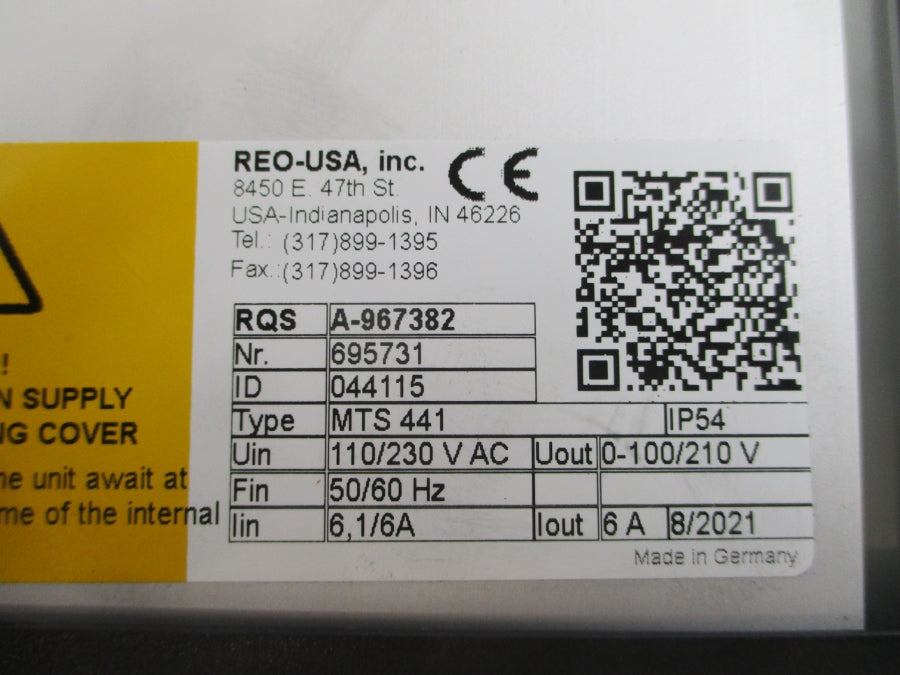 REO-USA, inc. CE
8450 E. 47th St.
USA-Indianapolis, IN 46226
Tel.: (317)899-1395
Fax.:(317)899-1396
RQS A-967382
Nr. 695731
ID 044115
Type MTS 441 IP54
Uin 110/230 V AC Uout 0-100/210 V
Fin 50/60 Hz
Iin 6,1/6A Iout 6 A 8/2021
Made in Germany
!
SUPPLY
COVER
unit await at
of the internal